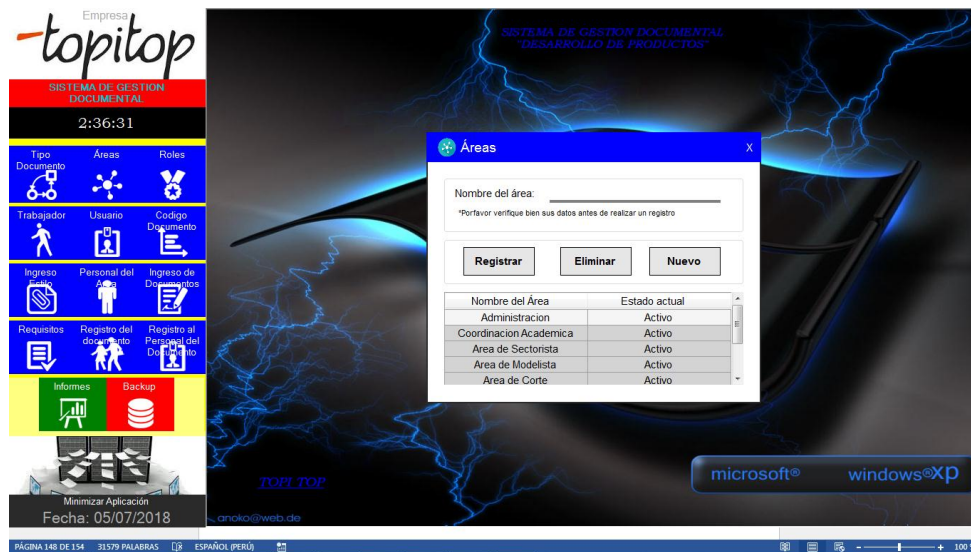 Empresa
topitop
SISTEMA DE GESTION
DOCUMENTAL
2:36:31
Tipo Documento
Áreas
Roles
Trabajador
Usuario
Codigo Documento
Ingreso Estilo
Personal del Area
Ingreso de Documentos
Requisitos
Registro del documento
Registro al Personal del Documento
Informes
Backup
Minimizar Aplicación
Fecha: 05/07/2018
SISTEMA DE GESTION DOCUMENTAL
"DESARROLLO DE PRODUCTOS"
Áreas X
Nombre del área:
*Porfavor verifique bien sus datos antes de realizar un registro
Registrar Eliminar Nuevo
Nombre del Área Estado actual
Administracion Activo
Coordinacion Academica Activo
Area de Sectorista Activo
Area de Modelista Activo
Area de Corte Activo
TOPI TOP
microsoft® windows®xp
anoko@web.de
PÁGINA 148 DE 154 31579 PALABRAS ESPAÑOL (PERÚ) 100